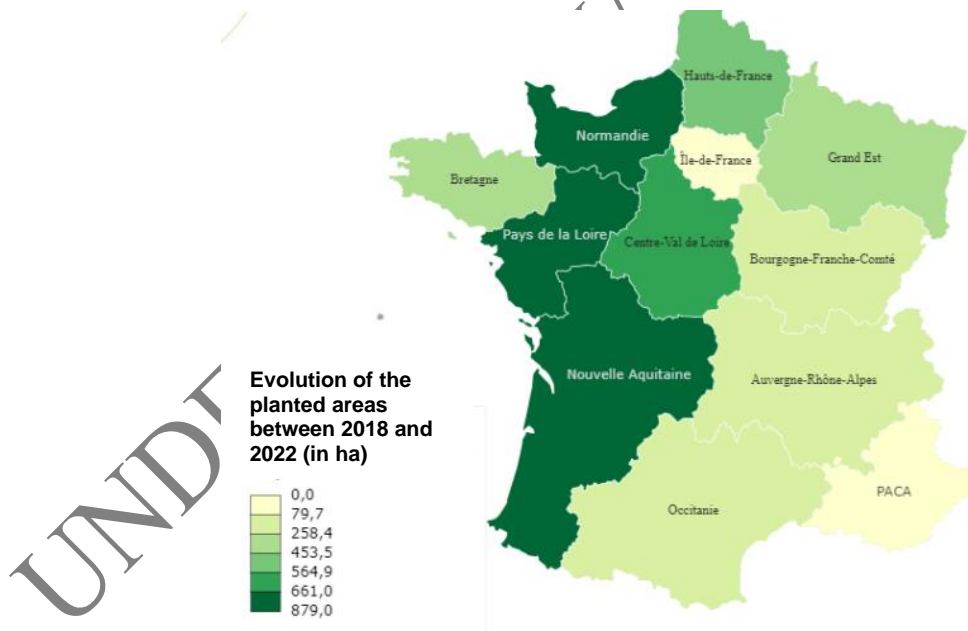 UND
Hauts-de-France
Normandie
Île-de-France
Grand Est
Bretagne
Pays de la Loire
Centre-Val de Loire
Bourgogne-Franche-Comté
Nouvelle Aquitaine
Auvergne-Rhône-Alpes
PACA
Occitanie
Evolution of the
planted areas
between 2018 and
2022 (in ha)
0,0
79,7
258,4
453,5
564,9
661,0
879,0